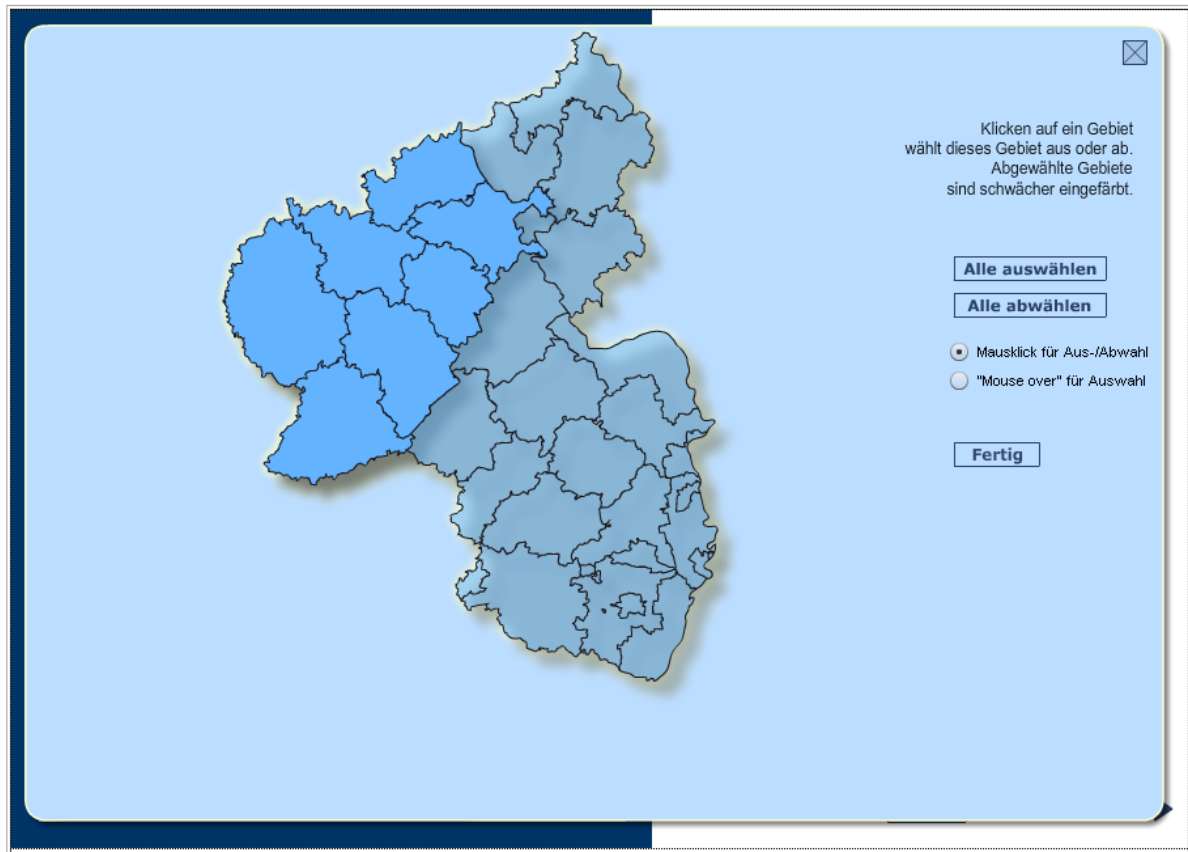 Klicken auf ein Gebiet
wählt dieses Gebiet aus oder ab.
Abgewählte Gebiete
sind schwächer eingefärbt.
Alle auswählen
Alle abwählen
Mausklick für Aus-/Abwahl
"Mouse over" für Auswahl
Fertig